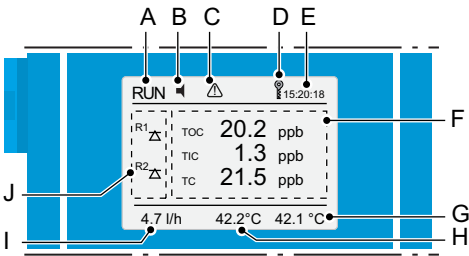 A B C D E
RUN 15:20:18
F
R1 TOC 20.2 ppb
TIC 1.3 ppb
R2 TC 21.5 ppb
J
4.7 l/h 42.2°C 42.1 °C G
I H